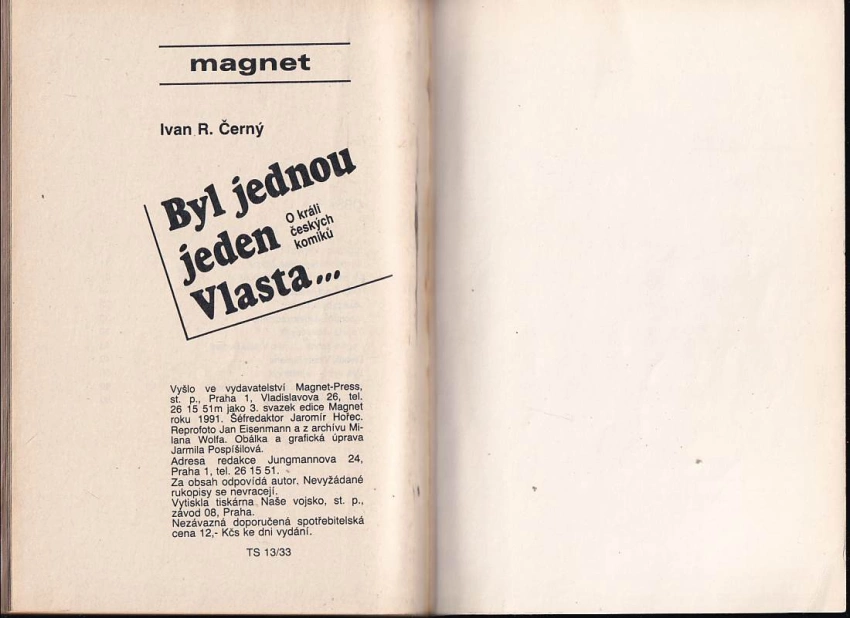 magnet
Ivan R. Černý
Byl jednou
jeden
Vlasta...
O králi
českých
komiků
Vyšlo ve vydavatelství Magnet-Press,
st. p., Praha 1, Vladislavova 26, tel.
26 15 51m jako 3. svazek edice Magnet
roku 1991. Šéfredaktor Jaromír Hořec.
Reprofoto Jan Eisenmann a z archívu Mi-
lana Wolfa. Obálka a grafická úprava
Jarmila Pospíšilová.
Adresa redakce Jungmannova 24,
Praha 1, tel. 26 15 51.
Za obsah odpovídá autor. Nevyžádané
rukopisy se nevracejí.
Vytiskla tiskárna Naše vojsko, st. p.,
závod 08, Praha.
Nezávazná doporučená spotřebitelská
cena 12,- Kčs ke dni vydání.
TS 13/33